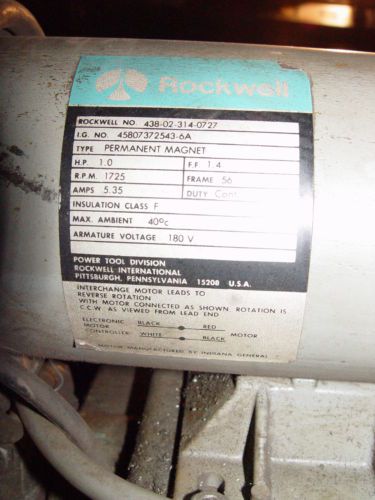 Rockwell
ROCKWELL NO. 438-02-314-0727
I.G. NO. 45807372543-6A
TYPE PERMANENT MAGNET
H.P. 1.0 F.F. 1.4
R.P.M. 1725 FRAME 56
AMPS 5.35 DUTY Cont.
INSULATION CLASS F
MAX. AMBIENT 40°C
ARMATURE VOLTAGE 180 V
POWER TOOL DIVISION
ROCKWELL INTERNATIONAL
PITTSBURGH, PENNSYLVANIA 15208 U.S.A.
INTERCHANGE MOTOR LEADS TO
REVERSE ROTATION
WITH MOTOR CONNECTED AS SHOWN ROTATION IS
C.C.W. AS VIEWED FROM LEAD END
ELECTRONIC BLACK RED
MOTOR MOTOR
CONTROLLER WHITE BLACK
MOTOR MANUFACTURED BY INDIANA GENERAL